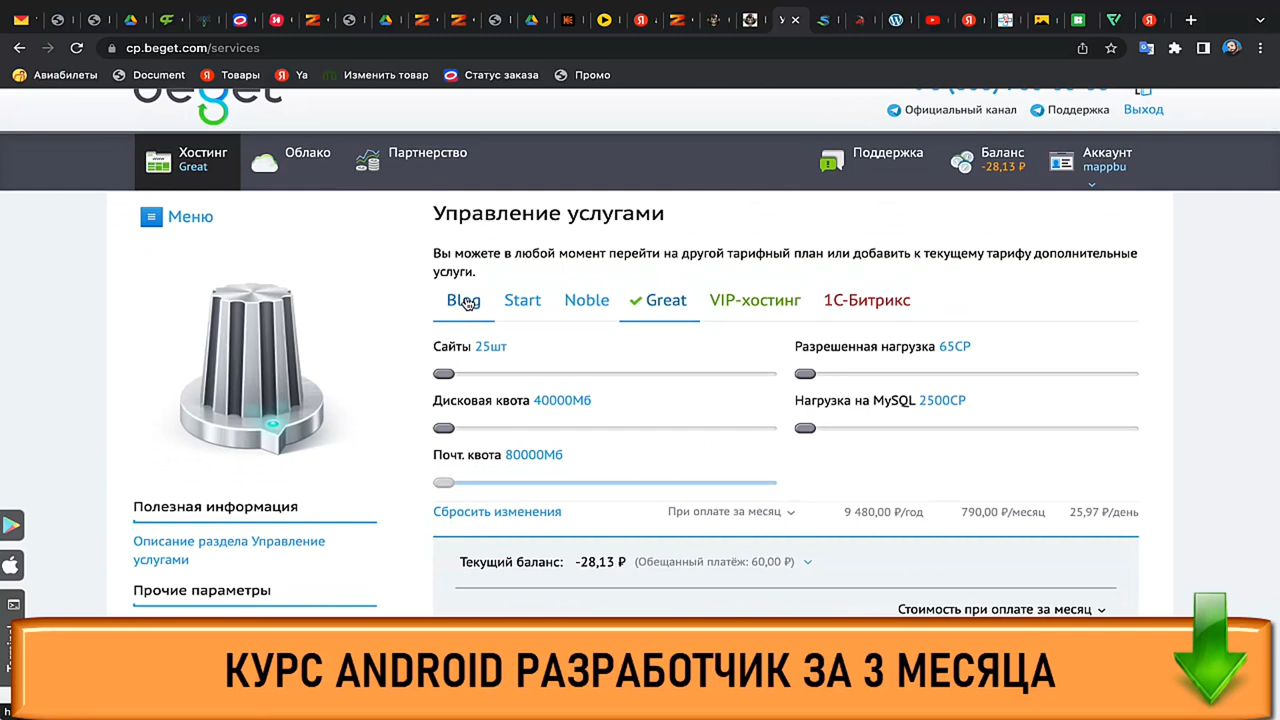 cp.beget.com/services
Авиабилеты Document Товары Ya Изменить товар Статус заказа Промо
beget
Официальный канал Поддержка Выход
Хостинг Облако Партнерство Поддержка Баланс Аккаунт
Great -28,13 ₽ mappbu
Меню
Управление услугами
Вы можете в любой момент перейти на другой тарифный план или добавить к текущему тарифу дополнительные
услуги.
Blog Start Noble Great VIP-хостинг 1С-Битрикс
Сайты 25шт Разрешенная нагрузка 65CP
Дисковая квота 40000Мб Нагрузка на MySQL 2500CP
Почт. квота 80000Мб
Сбросить изменения При оплате за месяц 9 480,00 ₽/год 790,00 ₽/месяц 25,97 ₽/день
Полезная информация
Описание раздела Управление
услугами
Прочие параметры
Текущий баланс: -28,13 ₽ (Обещанный платёж: 60,00 ₽)
Стоимость при оплате за месяц
КУРС ANDROID РАЗРАБОТЧИК ЗА 3 МЕСЯЦА